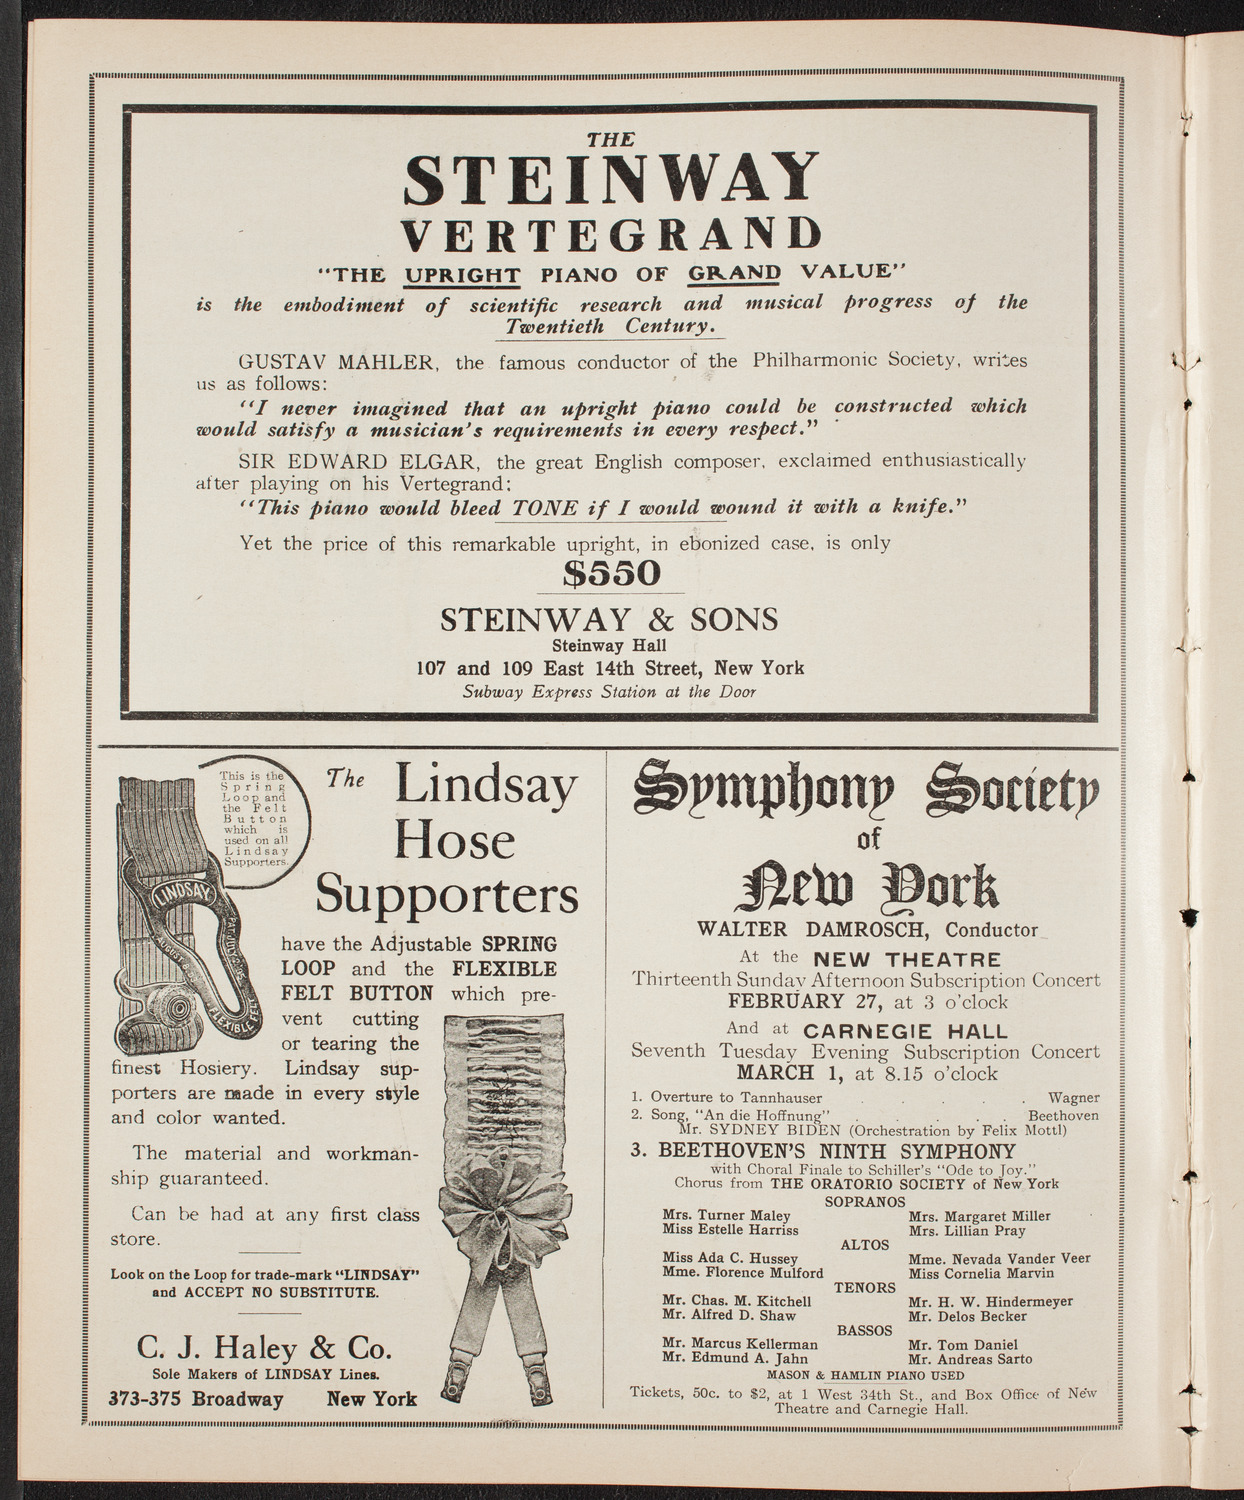 THE
STEINWAY
VERTEGRAND
"THE UPRIGHT PIANO OF GRAND VALUE"
is the embodiment of scientific research and musical progress of the
Twentieth Century.
GUSTAV MAHLER, the famous conductor of the Philharmonic Society, writes
us as follows:
"I never imagined that an upright piano could be constructed which
would satisfy a musician's requirements in every respect."
SIR EDWARD ELGAR, the great English composer, exclaimed enthusiastically
after playing on his Vertegrand:
"This piano would bleed TONE if I would wound it with a knife."
Yet the price of this remarkable upright, in ebonized case, is only
$550
STEINWAY & SONS
Steinway Hall
107 and 109 East 14th Street, New York
Subway Express Station at the Door
This is the
Spring
Loop and
the Felt
Button
which is
used on all
Lindsay
Supporters.
LINDSAY
FLEXIBLE FELT
The Lindsay
Hose
Supporters
have the Adjustable SPRING
LOOP and the FLEXIBLE
FELT BUTTON which pre-
vent cutting
or tearing the
finest Hosiery. Lindsay sup-
porters are made in every style
and color wanted.
The material and workman-
ship guaranteed.
Can be had at any first class
store.
Look on the Loop for trade-mark "LINDSAY"
and ACCEPT NO SUBSTITUTE.
C. J. Haley & Co.
Sole Makers of LINDSAY Lines.
373-375 Broadway New York
Symphony Society
of
New York
WALTER DAMROSCH, Conductor
At the NEW THEATRE
Thirteenth Sunday Afternoon Subscription Concert
FEBRUARY 27, at 3 o'clock
And at CARNEGIE HALL
Seventh Tuesday Evening Subscription Concert
MARCH 1, at 8.15 o'clock
1. Overture to Tannhauser . . . . . Wagner
2. Song, "An die Hoffnung" . . . . Beethoven
Mr. SYDNEY BIDEN (Orchestration by Felix Mottl)
3. BEETHOVEN'S NINTH SYMPHONY
with Choral Finale to Schiller's "Ode to Joy."
Chorus from THE ORATORIO SOCIETY of New York
SOPRANOS
Mrs. Turner Maley Mrs. Margaret Miller
Miss Estelle Harriss Mrs. Lillian Pray
ALTOS
Miss Ada C. Hussey Mme. Nevada Vander Veer
Mme. Florence Mulford Miss Cornelia Marvin
TENORS
Mr. Chas. M. Kitchell Mr. H. W. Hindermeyer
Mr. Alfred D. Shaw Mr. Delos Becker
BASSOS
Mr. Marcus Kellerman Mr. Tom Daniel
Mr. Edmund A. Jahn Mr. Andreas Sarto
MASON & HAMLIN PIANO USED
Tickets, 50c. to $2, at 1 West 34th St., and Box Office of New
Theatre and Carnegie Hall.